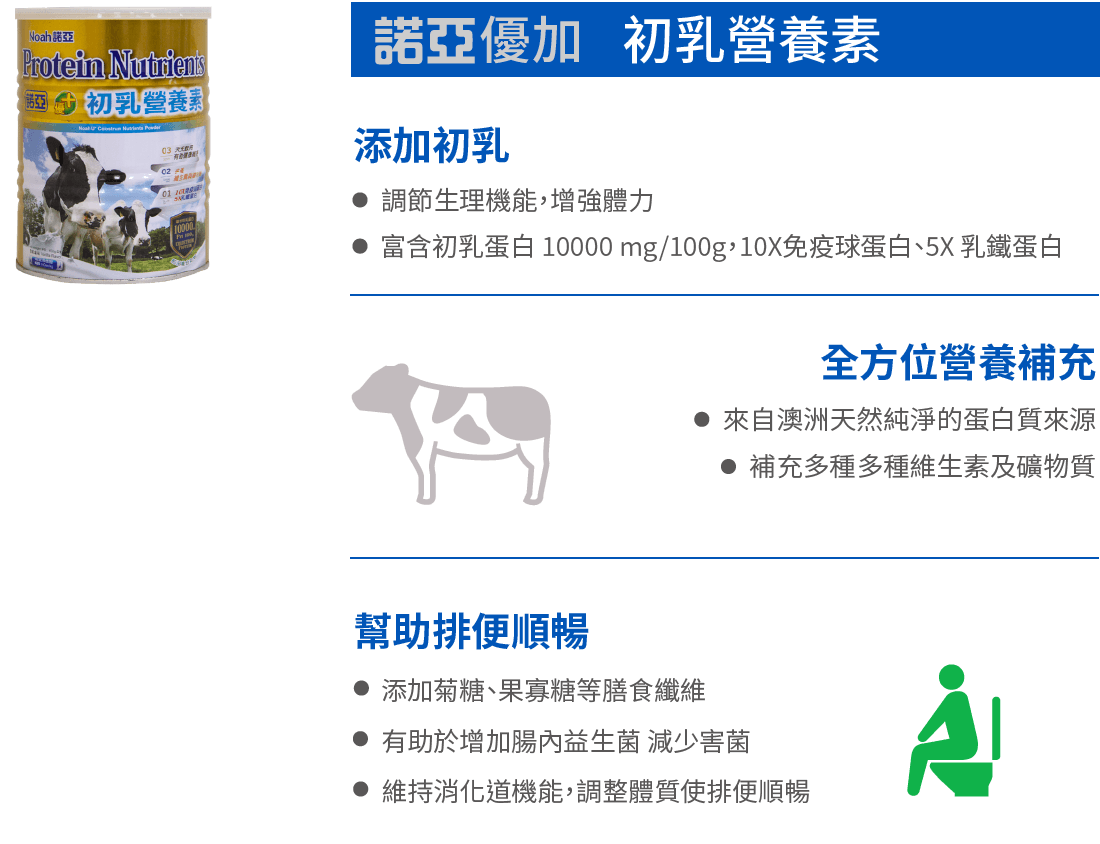 Noah 諾亞
Protein Nutrients
諾亞 初乳營養素
Noah U+ Colostrum Nutrients Powder
03
02
01
10000
諾亞優加 初乳營養素
添加初乳
● 調節生理機能,增強體力
● 富含初乳蛋白 10000 mg/100g,10X免疫球蛋白、5X 乳鐵蛋白
全方位營養補充
● 來自澳洲天然純淨的蛋白質來源
● 補充多種多種維生素及礦物質
幫助排便順暢
● 添加菊糖、果寡糖等膳食纖維
● 有助於增加腸內益生菌 減少害菌
● 維持消化道機能,調整體質使排便順暢